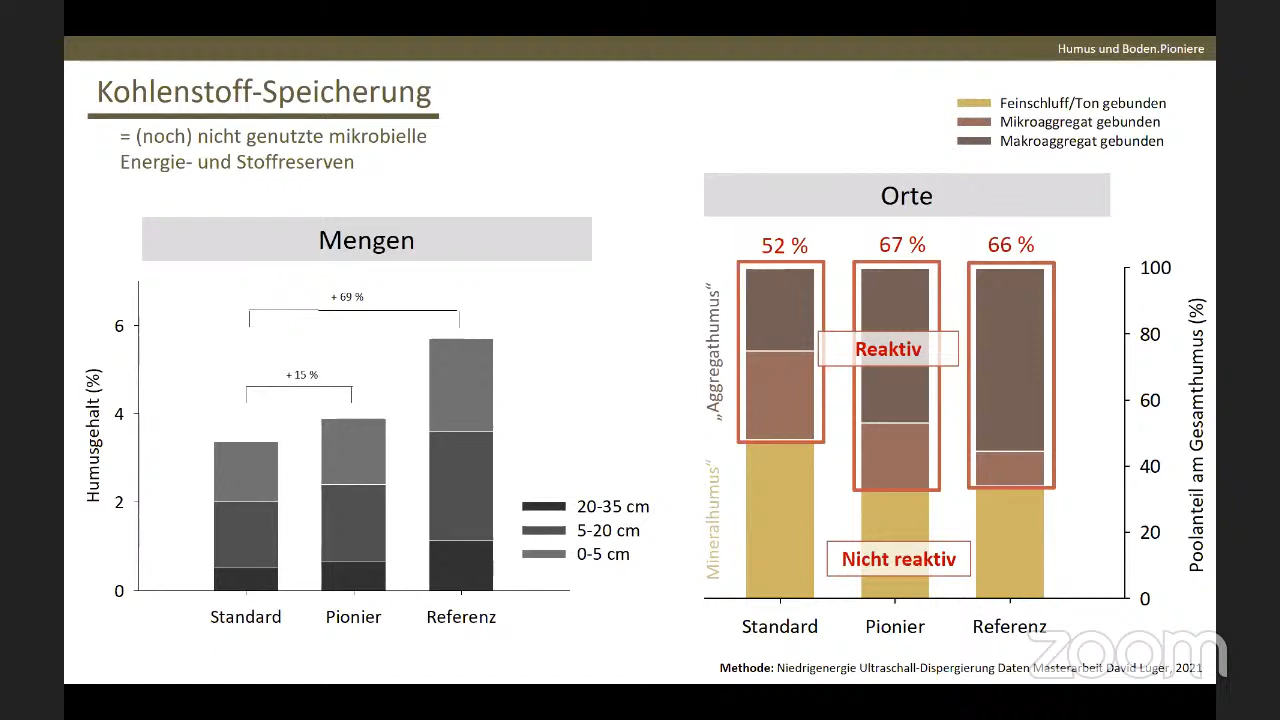 Humus und Boden.Pioniere
Kohlenstoff-Speicherung
= (noch) nicht genutzte mikrobielle
Energie- und Stoffreserven
Feinschluff/Ton gebunden
Mikroaggregat gebunden
Makroaggregat gebunden
Mengen
+ 69 %
+ 15 %
Humusgehalt (%)
6
4
2
0
20-35 cm
5-20 cm
0-5 cm
Standard
Pionier
Referenz
Orte
52 %
67 %
66 %
„Aggregathumus“
Mineralhumus“
Reaktiv
Nicht reaktiv
100
80
60
40
20
0
Poolanteil am Gesamthumus (%)
Standard
Pionier
Referenz
zoom
Methode: Niedrigenergie Ultraschall-Dispergierung Daten Masterarbeit David Luger, 2021